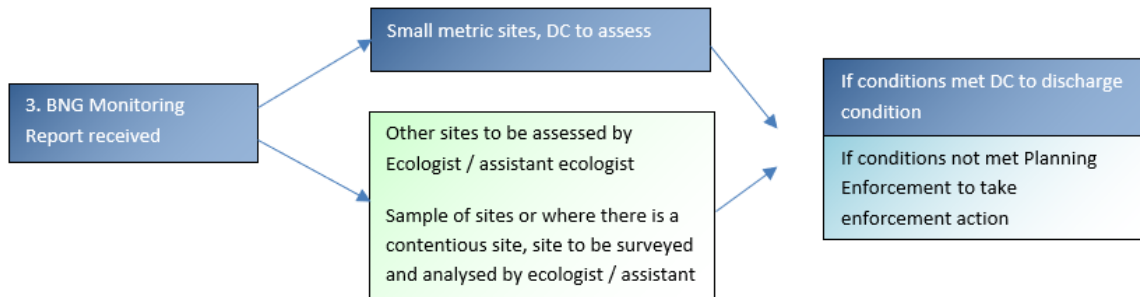 3. BNG Monitoring
Report received
Small metric sites, DC to assess
Other sites to be assessed by
Ecologist / assistant ecologist
Sample of sites or where there is a
contentious site, site to be surveyed
and analysed by ecologist / assistant
If conditions met DC to discharge
condition
If conditions not met Planning
Enforcement to take
enforcement action